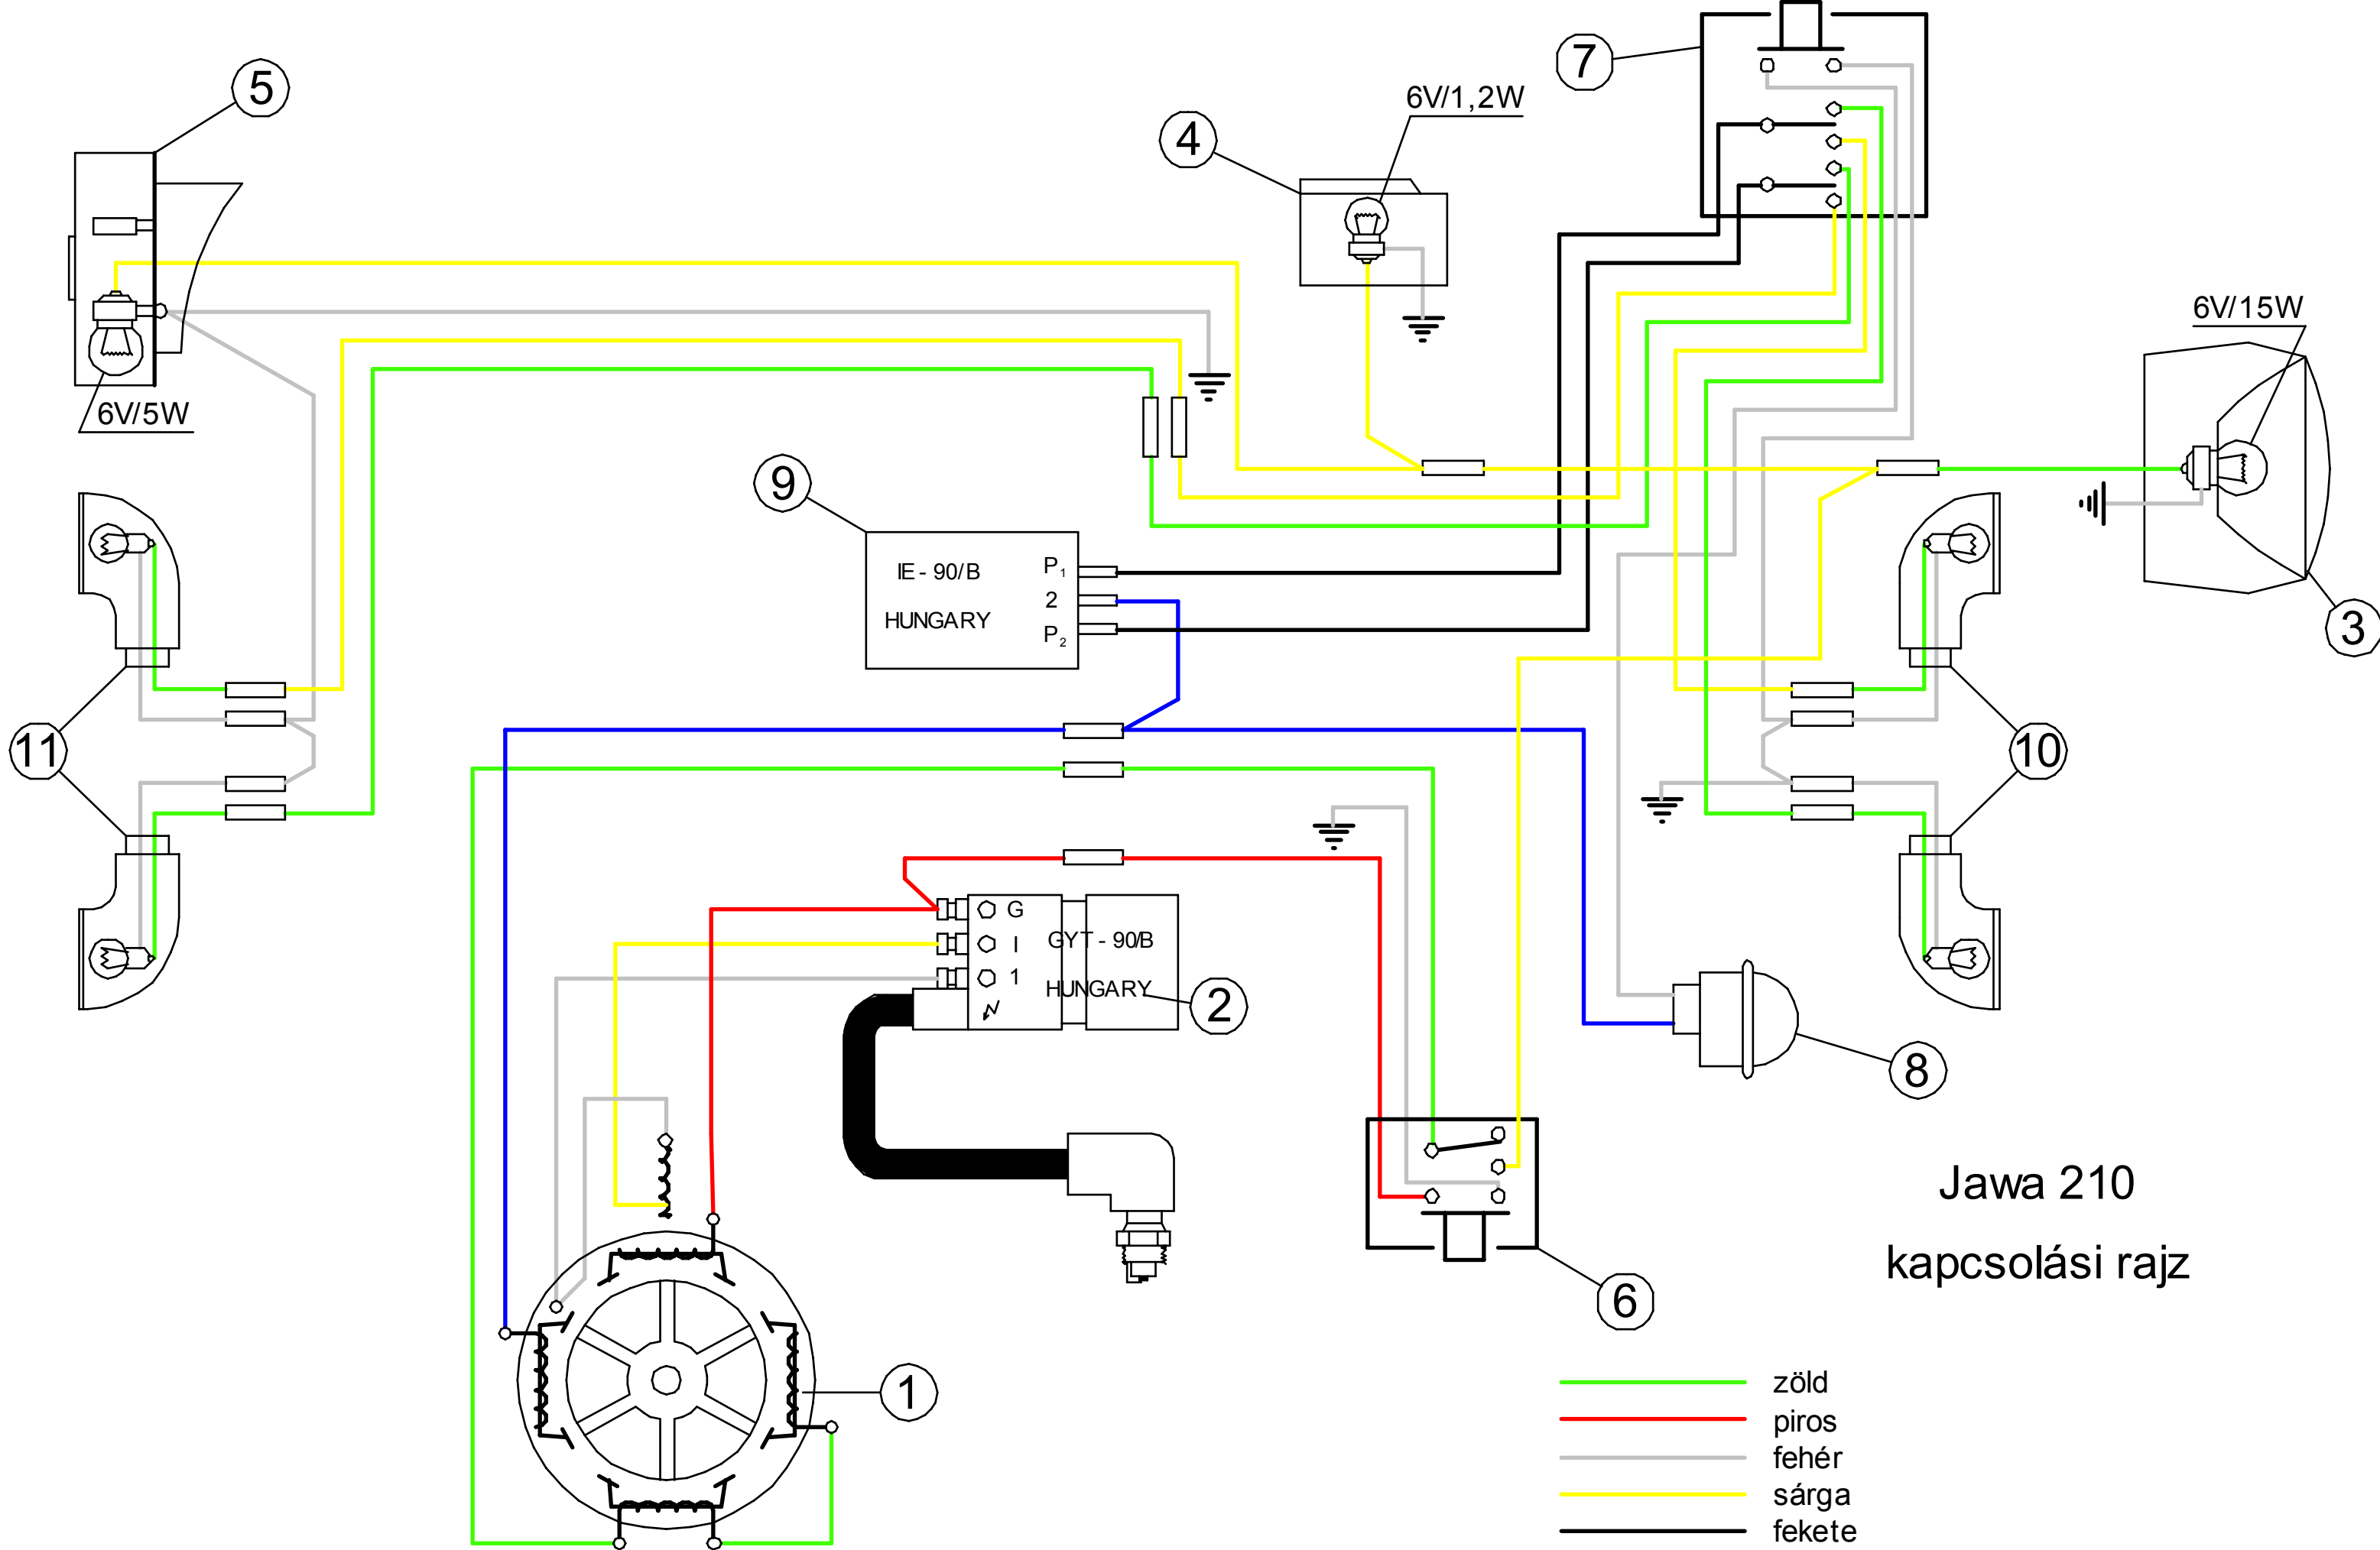 5
7
6V/1,2W
4
6V/15W
6V/5W
9
IE - 90/B
HUNGARY
P1
2
P2
3
11
10
G
I
1
GYT - 90/B
HUNGARY
2
8
6
1
Jawa 210
kapcsolási rajz
zöld
piros
fehér
sárga
fekete